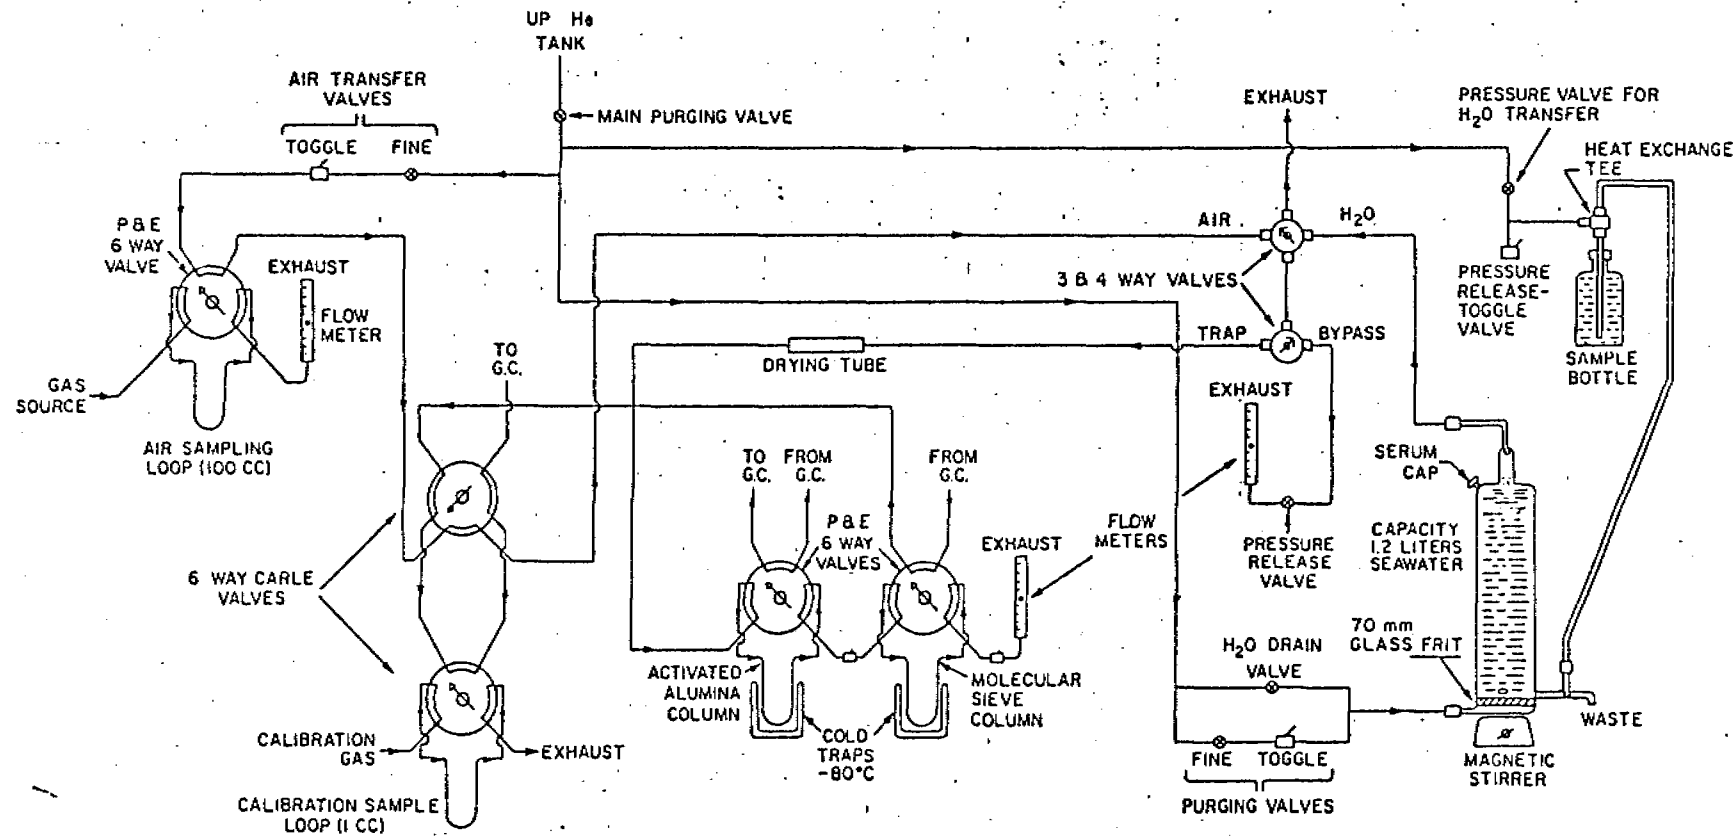 UP He
TANK
AIR TRANSFER
VALVES
TOGGLE FINE
MAIN PURGING VALVE
EXHAUST
PRESSURE VALVE FOR
H₂O TRANSFER
HEAT EXCHANGE
TEE
P & E
6 WAY
VALVE
EXHAUST
FLOW
METER
AIR
H₂O
3 & 4 WAY VALVES
PRESSURE
RELEASE-
TOGGLE
VALVE
SAMPLE
BOTTLE
GAS
SOURCE
AIR SAMPLING
LOOP (100 CC)
TO
G.C.
DRYING TUBE
TRAP
BYPASS
EXHAUST
SERUM
CAP
TO
G.C.
FROM
G.C.
FROM
G.C.
P & E
6 WAY
VALVES
EXHAUST
FLOW
METERS
PRESSURE
RELEASE
VALVE
CAPACITY
1.2 LITERS
SEAWATER
6 WAY CARLE
VALVES
70 mm
GLASS FRIT
H₂O DRAIN
VALVE
ACTIVATED
ALUMINA
COLUMN
MOLECULAR
SIEVE
COLUMN
COLD
TRAPS
-80°C
CALIBRATION
GAS
EXHAUST
CALIBRATION SAMPLE
LOOP (1 CC)
FINE TOGGLE
PURGING VALVES
WASTE
MAGNETIC
STIRRER